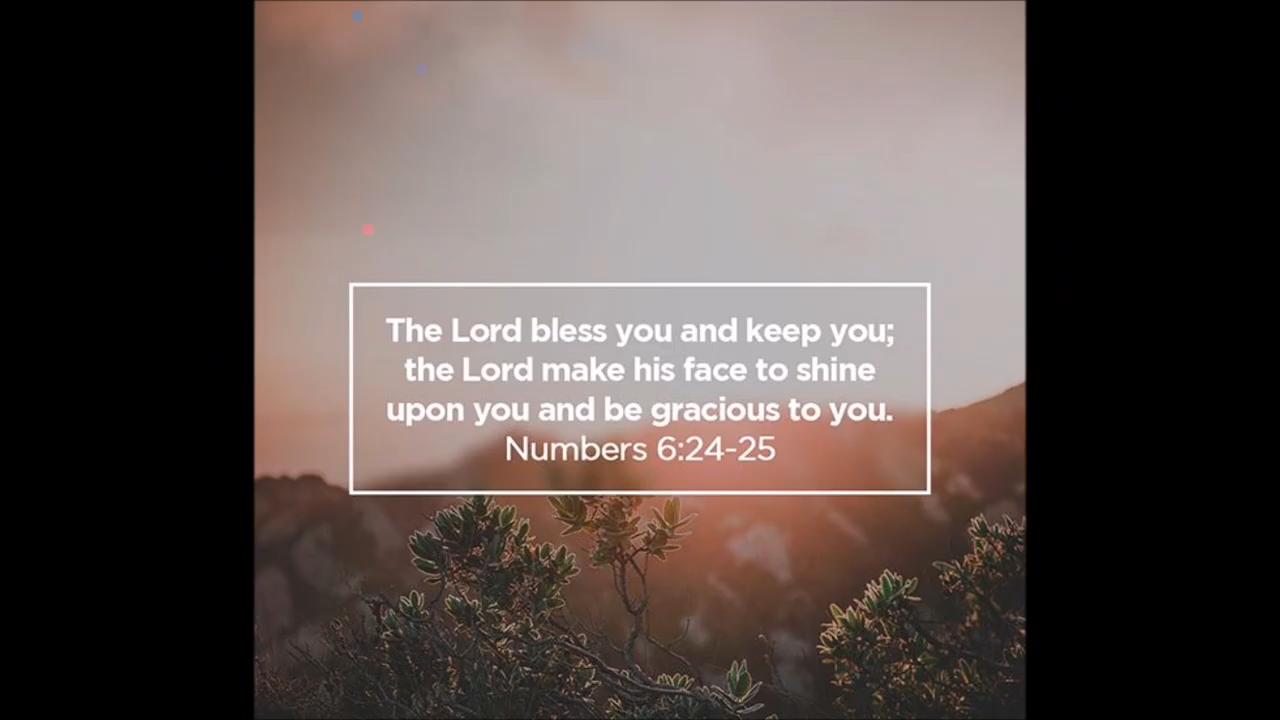 The Lord bless you and keep you;
the Lord make his face to shine
upon you and be gracious to you.
Numbers 6:24-25